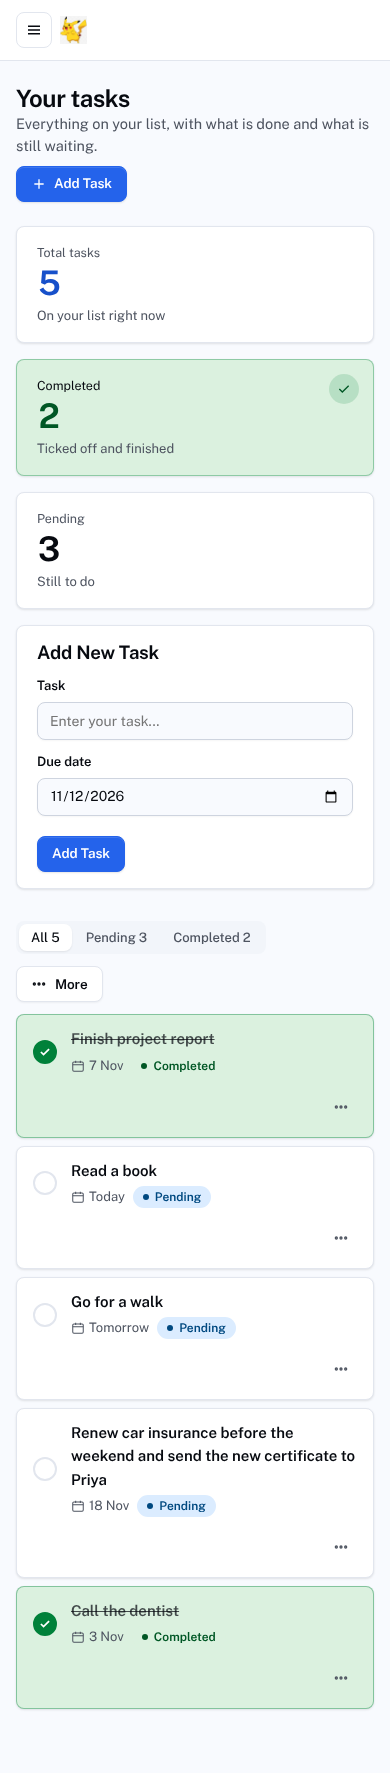 Your tasks
Everything on your list, with what is done and what is
still waiting.
Add Task
Total tasks
5
On your list right now
Completed
2
Ticked off and finished
Pending
3
Still to do
Add New Task
Task
Enter your task...
Due date
11/12/2026
Add Task
All 5 Pending 3 Completed 2
More
Finish project report
7 Nov Completed
Read a book
Today Pending
Go for a walk
Tomorrow Pending
Renew car insurance before the
weekend and send the new certificate to
Priya
18 Nov Pending
Call the dentist
3 Nov Completed